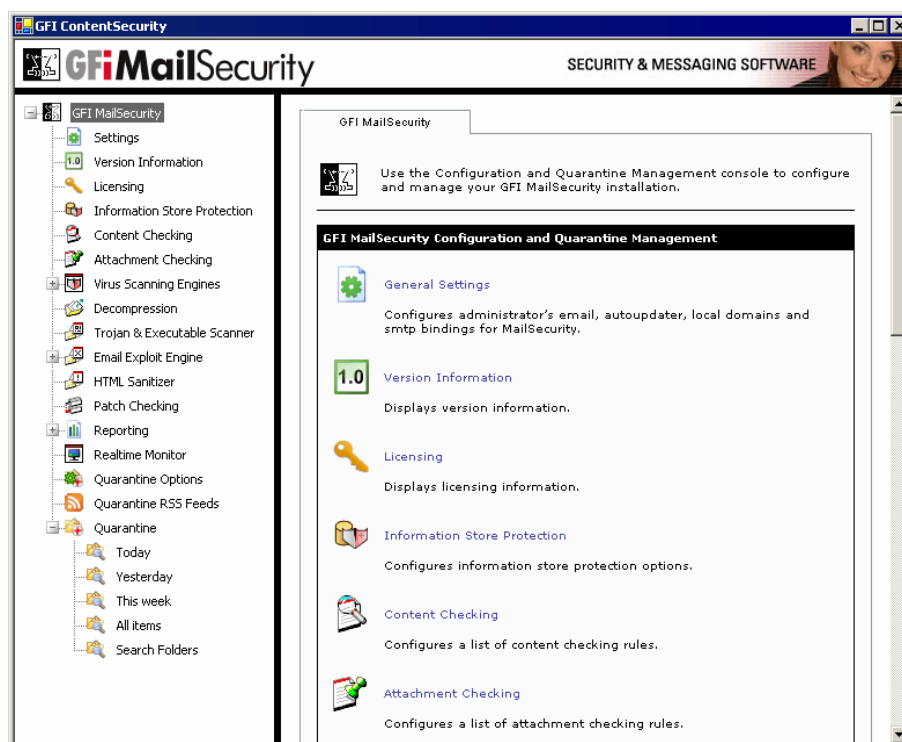 GFI ContentSecurity
GFiMailSecurity
SECURITY & MESSAGING SOFTWARE
GFI MailSecurity
Settings
1.0 Version Information
Licensing
Information Store Protection
Content Checking
Attachment Checking
Virus Scanning Engines
Decompression
Trojan & Executable Scanner
Email Exploit Engine
HTML Sanitizer
Patch Checking
Reporting
Realtime Monitor
Quarantine Options
Quarantine RSS Feeds
Quarantine
Today
Yesterday
This week
All items
Search Folders
GFI MailSecurity
Use the Configuration and Quarantine Management console to configure
and manage your GFI MailSecurity installation.
GFI MailSecurity Configuration and Quarantine Management
General Settings
Configures administrator's email, autoupdater, local domains and
smtp bindings for MailSecurity.
1.0 Version Information
Displays version information.
Licensing
Displays licensing information.
Information Store Protection
Configures information store protection options.
Content Checking
Configures a list of content checking rules.
Attachment Checking
Configures a list of attachment checking rules.